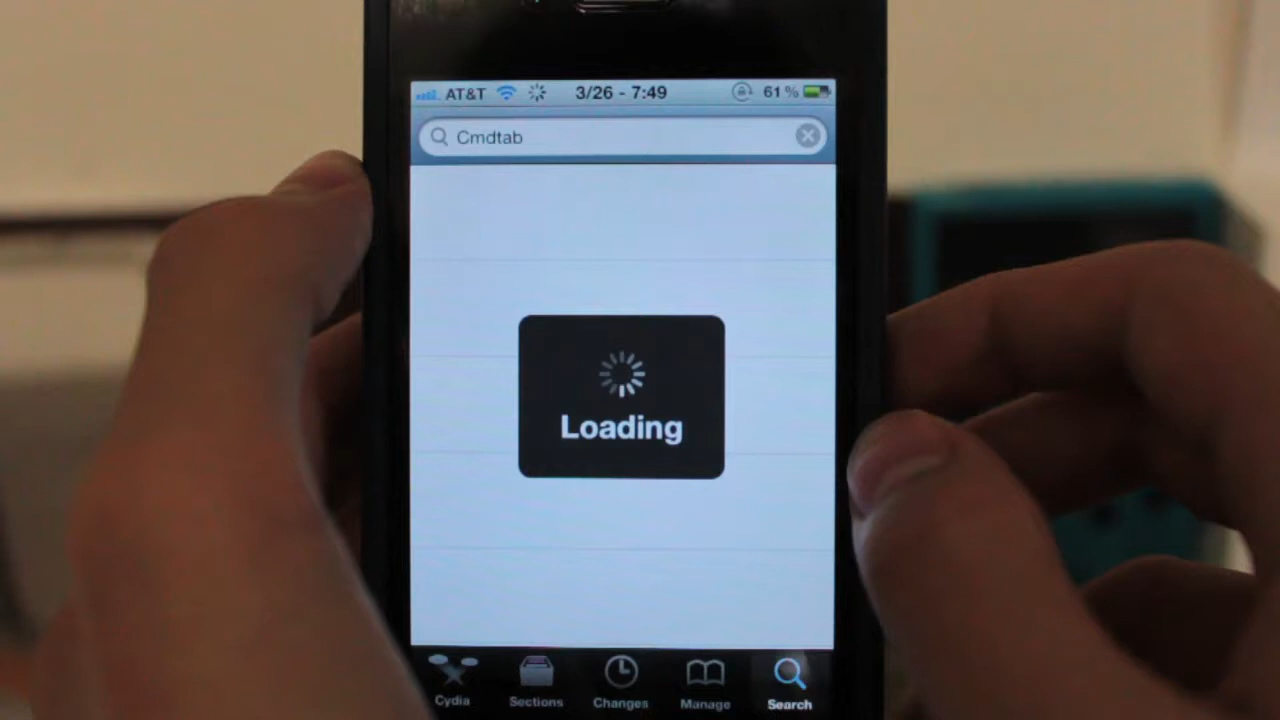 AT&T 3/26 - 7:49 61%
Cmdtab
Loading
Cydia Sections Changes Manage Search